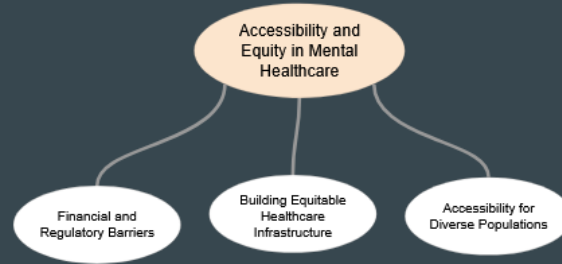 Accessibility and
Equity in Mental
Healthcare
Financial and
Regulatory Barriers
Building Equitable
Healthcare
Infrastructure
Accessibility for
Diverse Populations